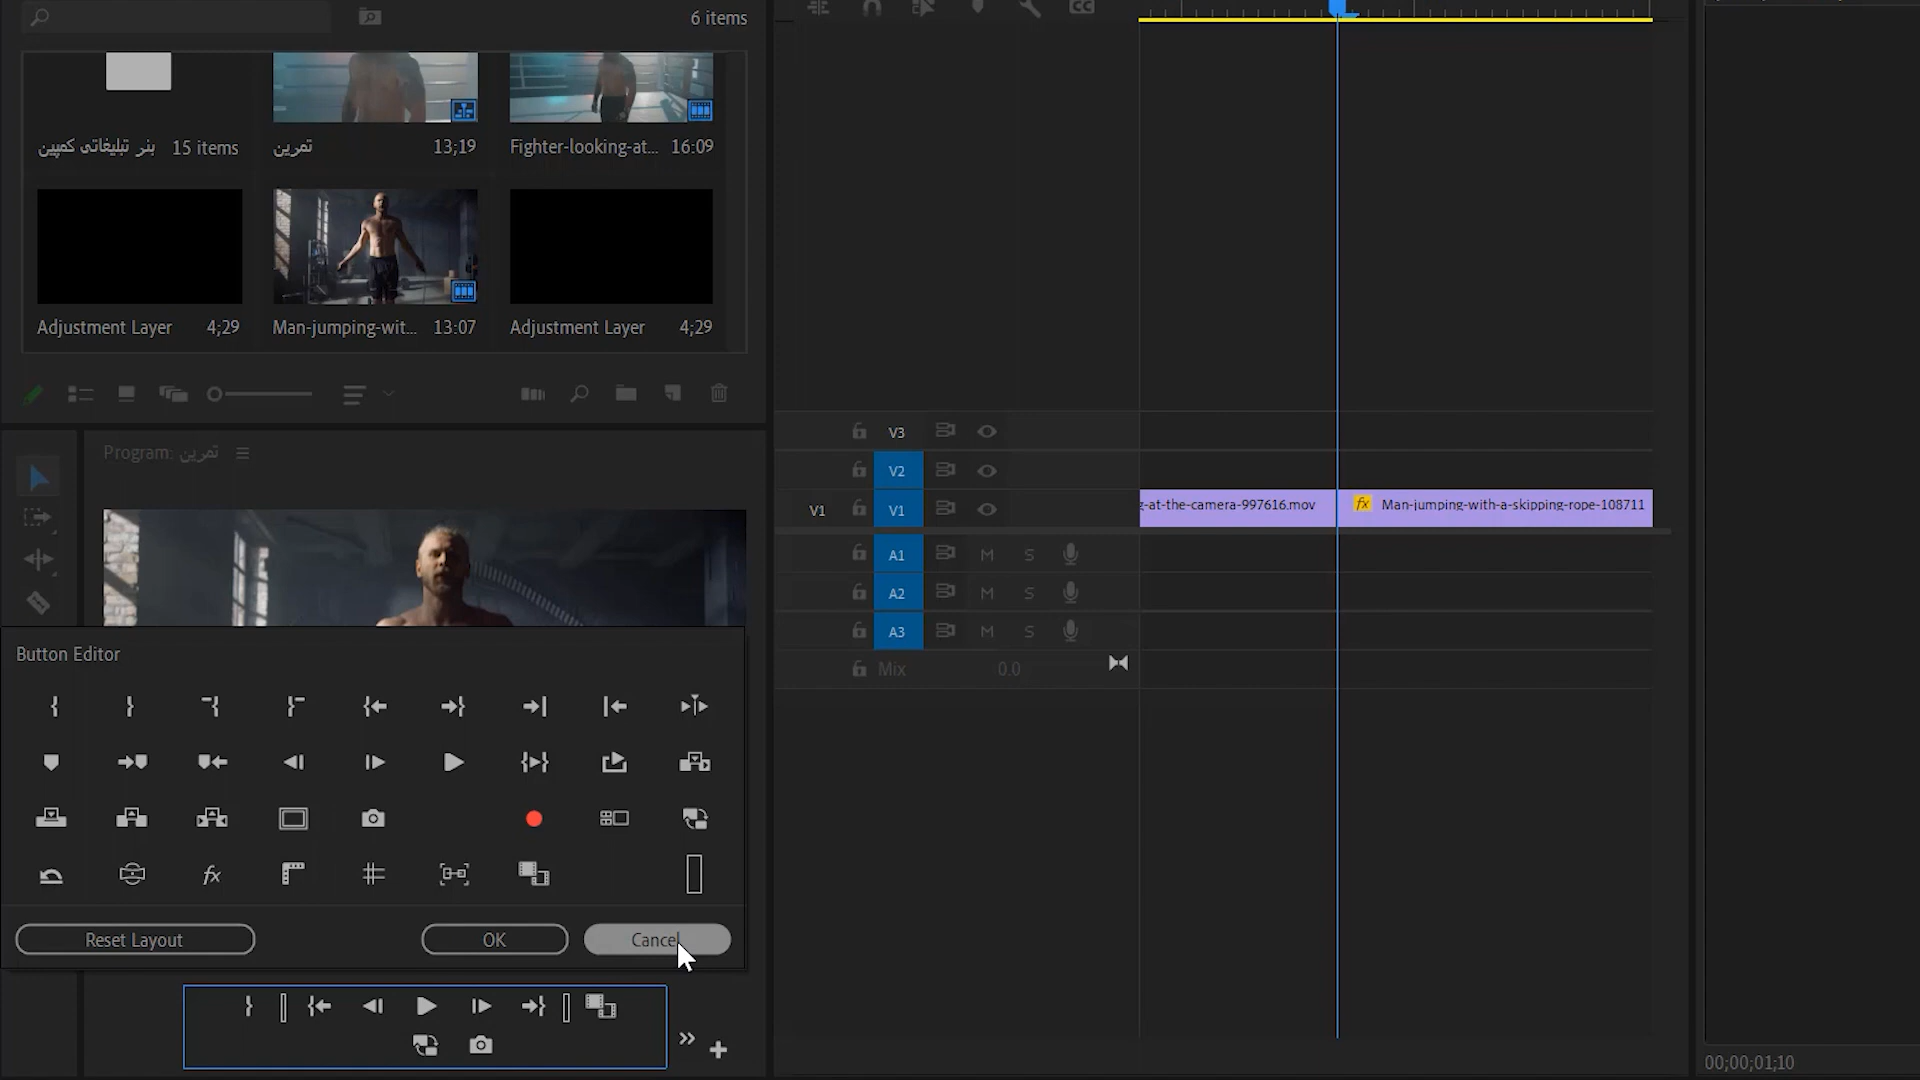 6 items
CC
بنر تبلیغاتی کمپین 15 items
تمرین 13;19
Fighter-looking-at... 16:09
Adjustment Layer 4;29
Man-jumping-wit... 13:07
Adjustment Layer 4;29
Program: تمرین
V3
V2
V1 V1
g-at-the-camera-997616.mov
fx Man-jumping-with-a-skipping-rope-108711
A1 M S
A2 M S
A3 M S
Mix 0.0
Button Editor
fx
Reset Layout
OK
Cancel
00;00;01;10